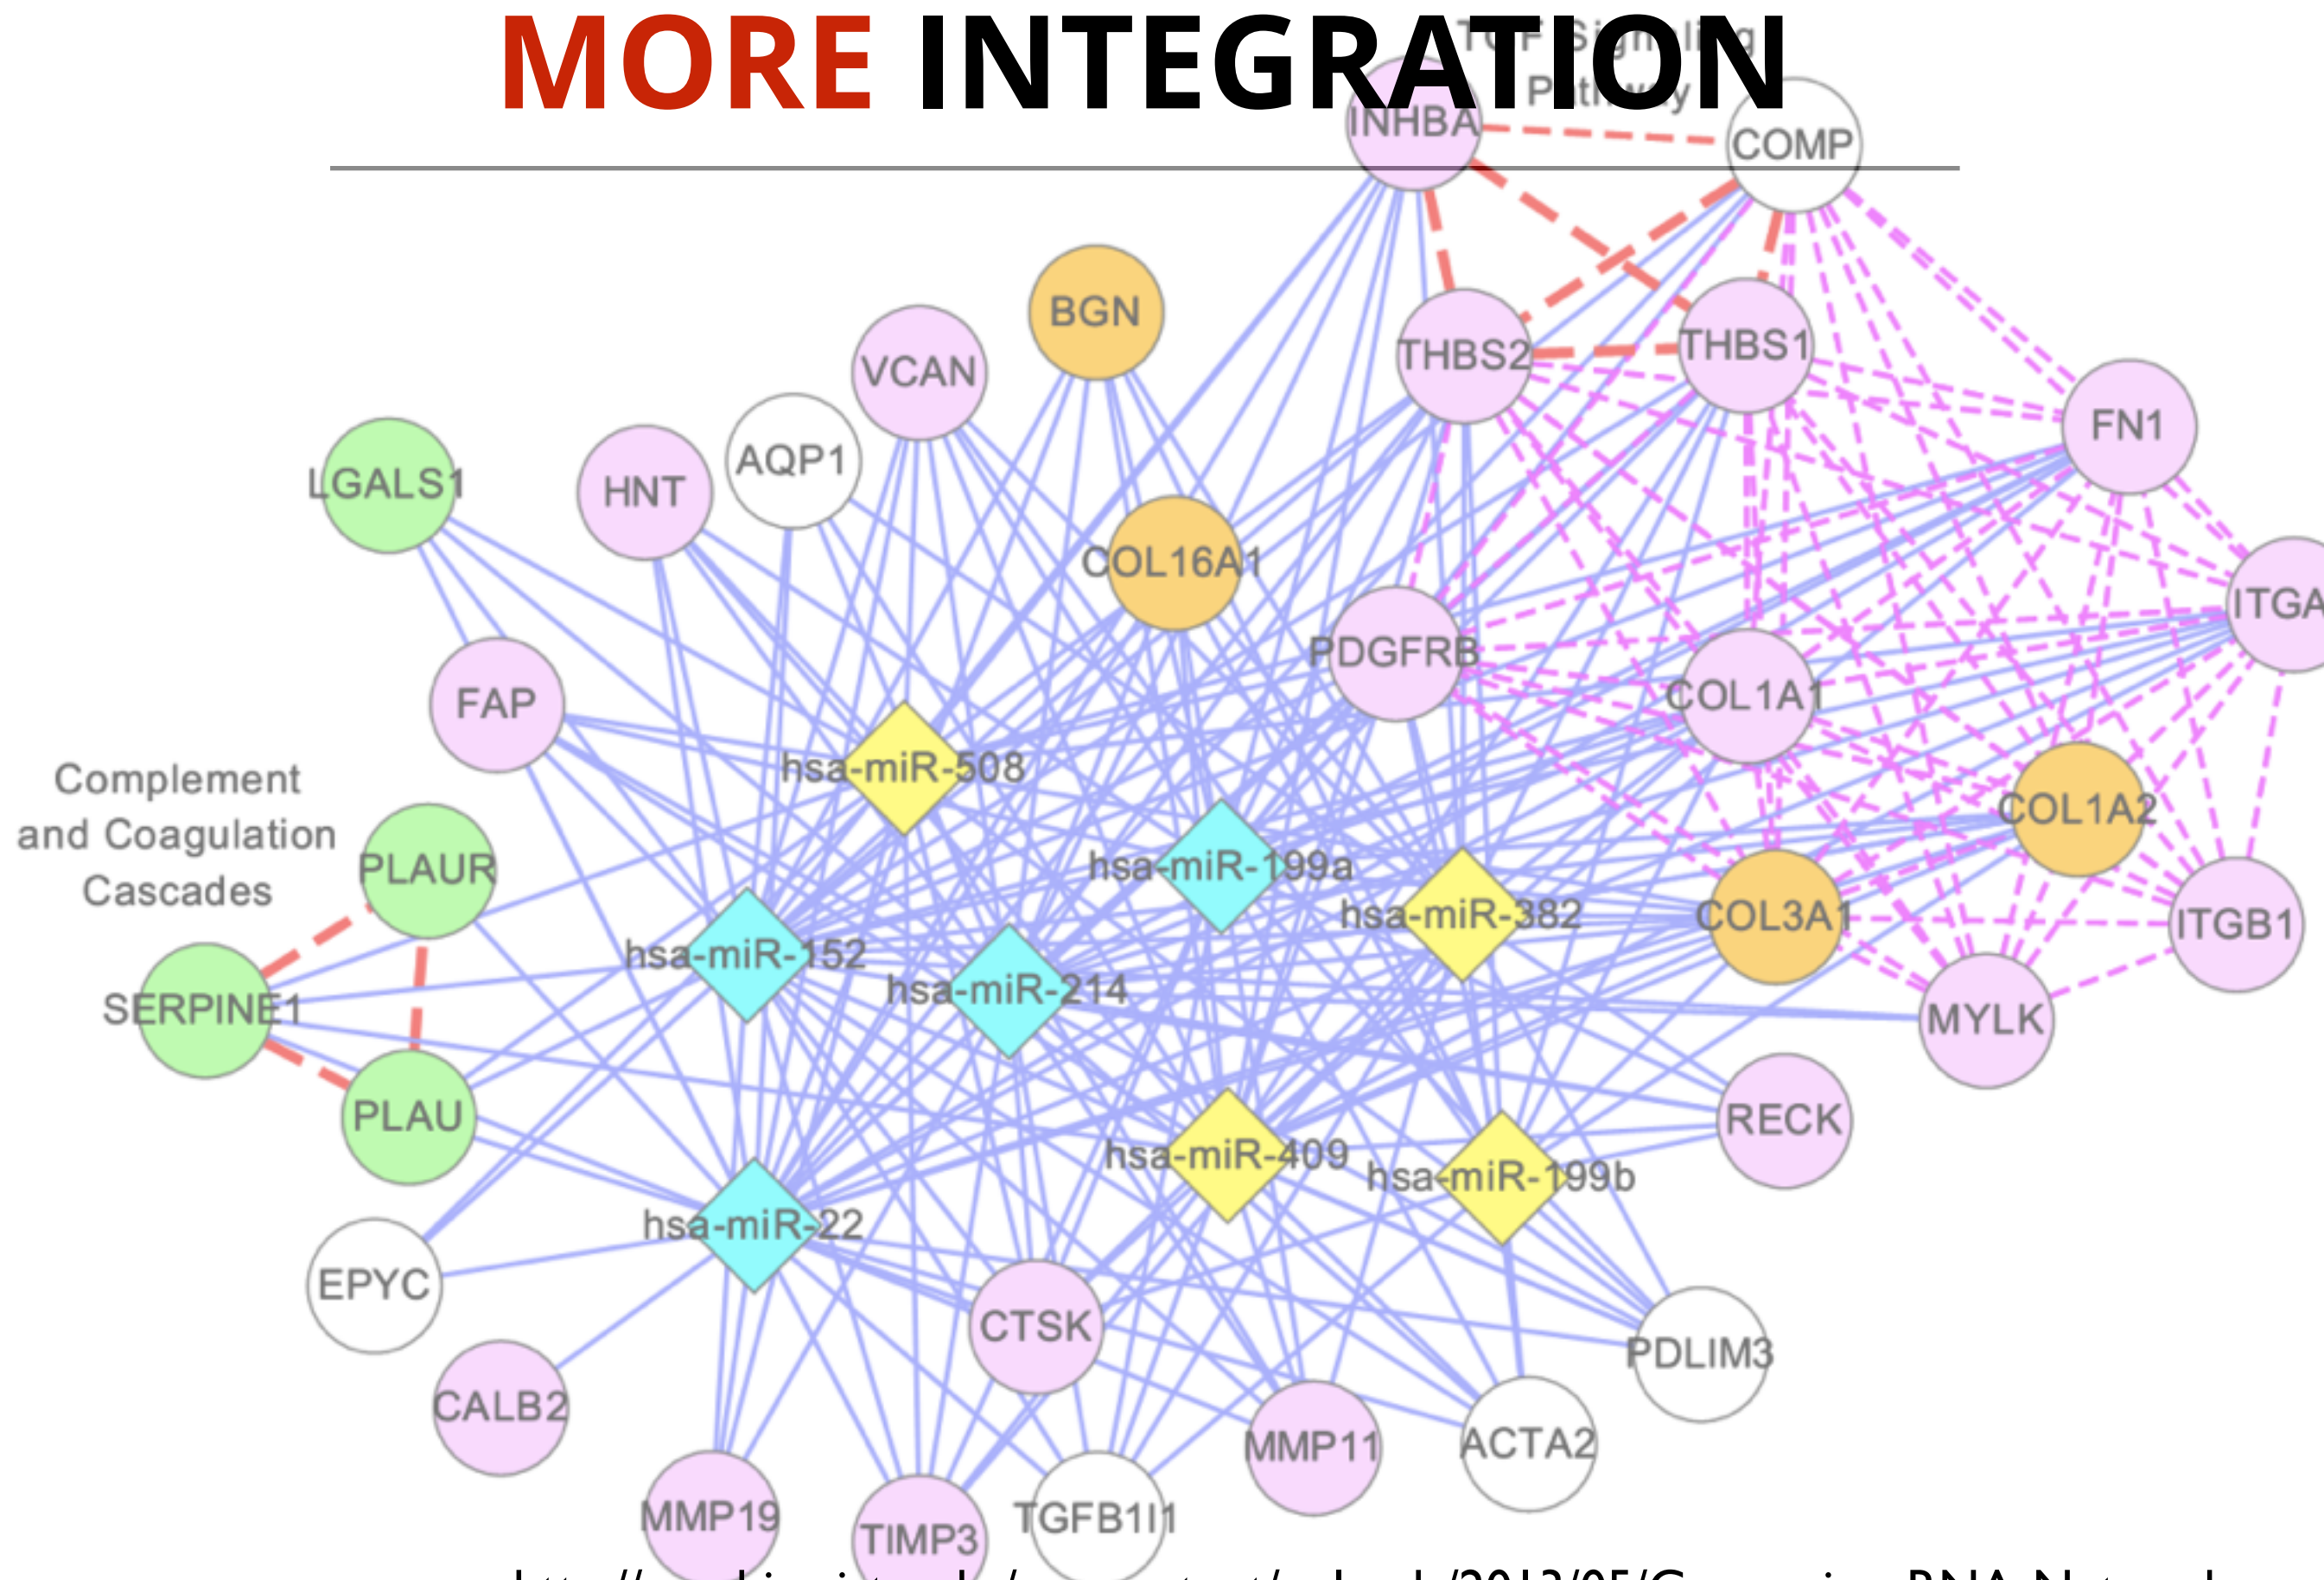 MORE INTEGRATION
TGF Signaling
Pathway
INHBA
COMP
BGN
THBS2
THBS1
VCAN
FN1
AQP1
LGALS1
HNT
COL16A1
ITGA
PDGFRB
COL1A1
FAP
hsa-miR-508
Complement
and Coagulation
Cascades
COL1A2
PLAUR
hsa-miR-199a
hsa-miR-382
COL3A1
ITGB1
hsa-miR-152
hsa-miR-214
SERPINE1
MYLK
PLAU
RECK
hsa-miR-409
hsa-miR-199b
hsa-miR-22
EPYC
CTSK
PDLIM3
CALB2
MMP11
ACTA2
MMP19
TIMP3
TGFB1I1